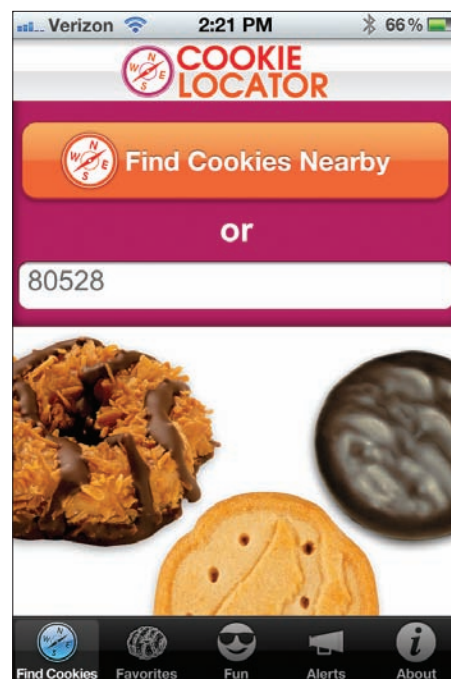 Verizon 2:21 PM 66%
N
W E
S
COOKIE
LOCATOR
N
W E
S
Find Cookies Nearby
or
80528
N
W E
S
Find Cookies Favorites Fun Alerts About